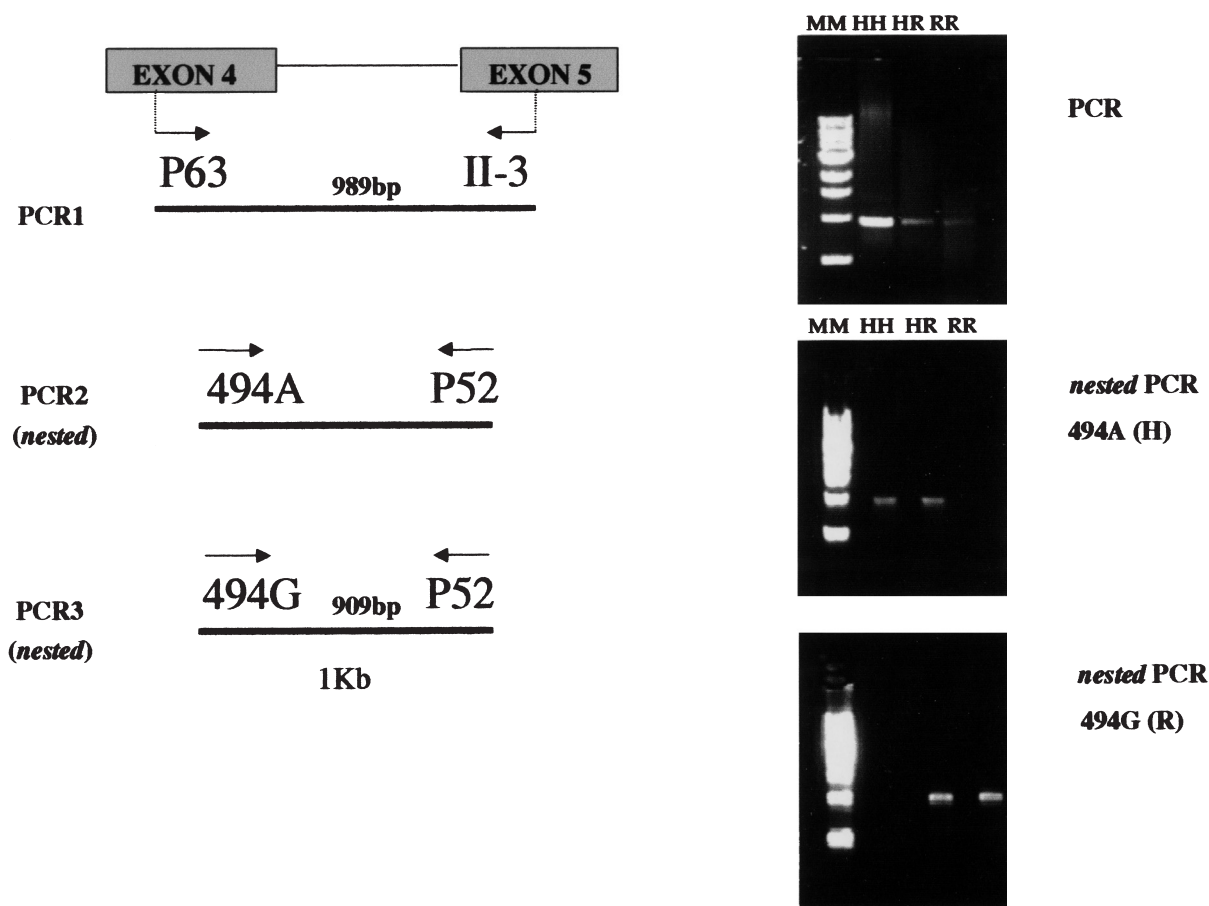 EXON 4
EXON 5
P63
II-3
989bp
PCR1
494A
P52
PCR2
(nested)
494G
909bp
P52
PCR3
(nested)
1Kb
MM HH HR RR
PCR
MM HH HR RR
nested PCR
494A (H)
nested PCR
494G (R)